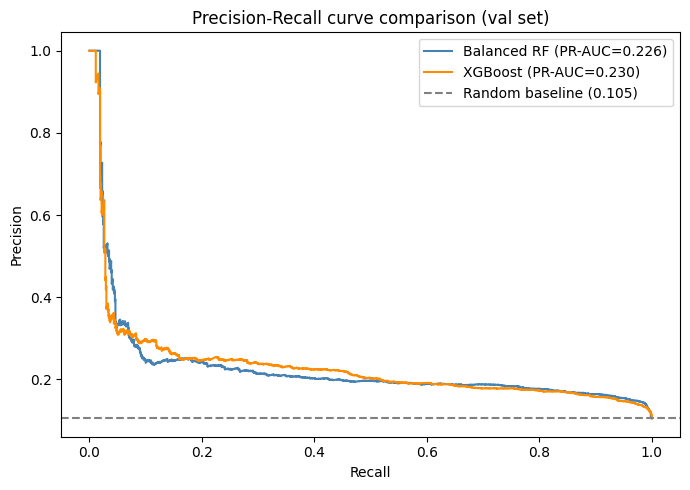 Precision-Recall curve comparison (val set)
Balanced RF (PR-AUC=0.226)
XGBoost (PR-AUC=0.230)
Random baseline (0.105)
Precision
1.0
0.8
0.6
0.4
0.2
0.0
0.2
0.4
0.6
0.8
1.0
Recall